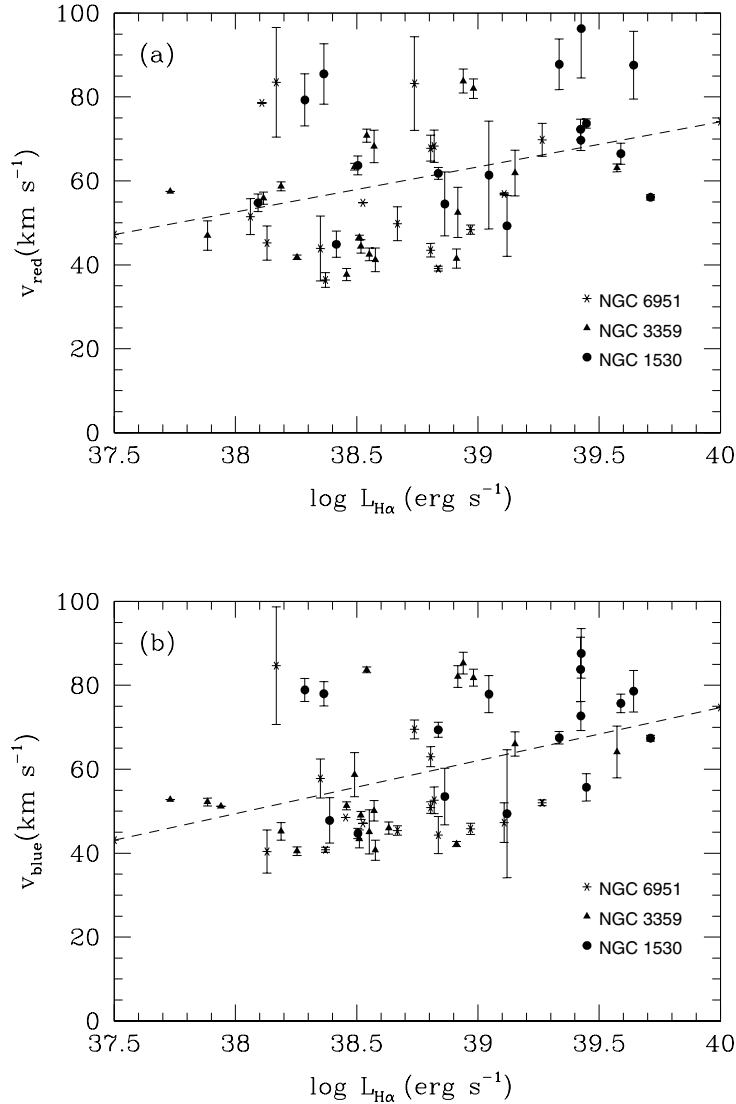 100
80
60
40
20
0
v_red(km s⁻¹)
(a)
NGC 6951
NGC 3359
NGC 1530
37.5 38 38.5 39 39.5 40
log L_Hα (erg s⁻¹)
100
80
60
40
20
0
v_blue(km s⁻¹)
(b)
NGC 6951
NGC 3359
NGC 1530
37.5 38 38.5 39 39.5 40
log L_Hα (erg s⁻¹)